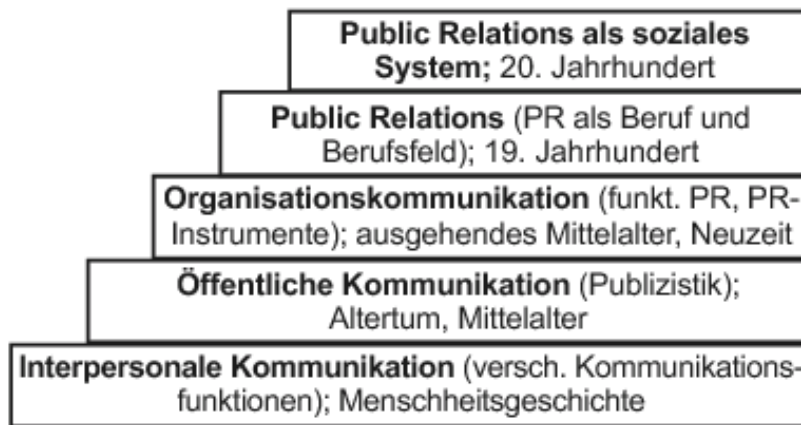 Public Relations als soziales
System; 20. Jahrhundert
Public Relations (PR als Beruf und
Berufsfeld); 19. Jahrhundert
Organisationskommunikation (funkt. PR, PR-
Instrumente); ausgehendes Mittelalter, Neuzeit
Öffentliche Kommunikation (Publizistik);
Altertum, Mittelalter
Interpersonale Kommunikation (versch. Kommunikations-
funktionen); Menschheitsgeschichte